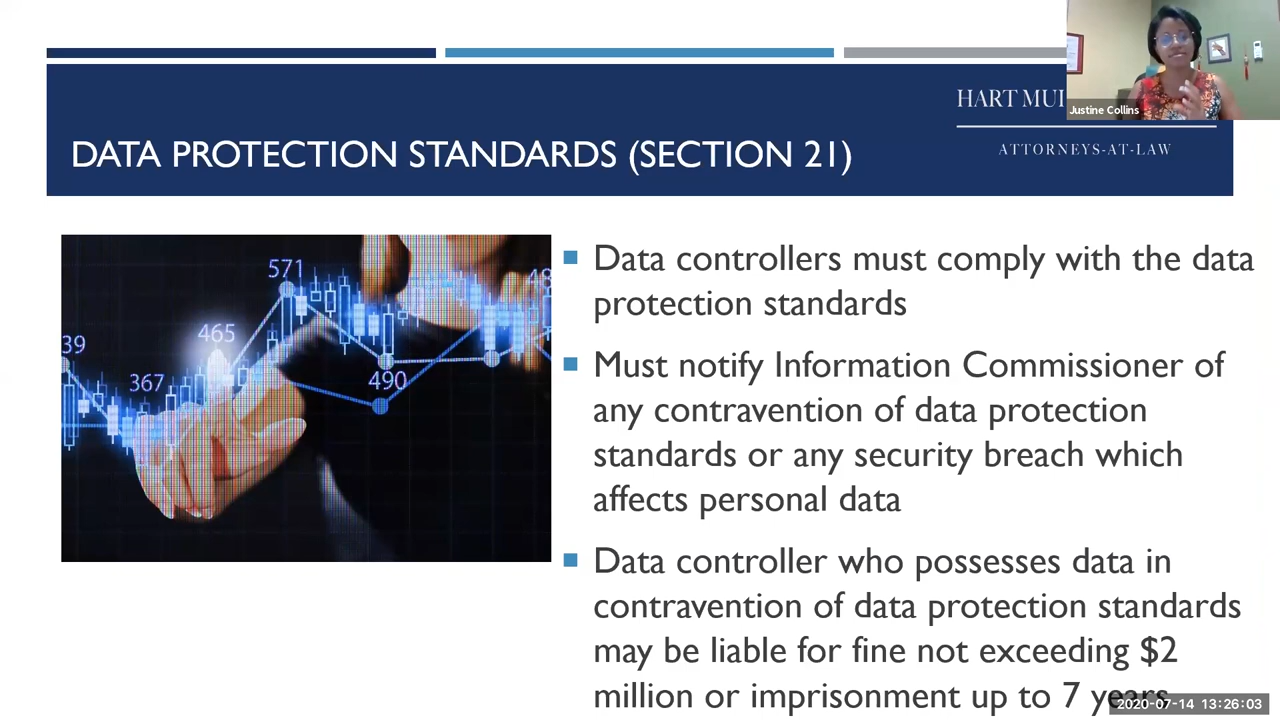 HART MUI
Justine Collins
DATA PROTECTION STANDARDS (SECTION 21)
ATTORNEYS-AT-LAW
571
48
465
39
367
490
Data controllers must comply with the data
protection standards
Must notify Information Commissioner of
any contravention of data protection
standards or any security breach which
affects personal data
Data controller who possesses data in
contravention of data protection standards
may be liable for fine not exceeding $2
million or imprisonment up to 7 years
2020-07-14 13:26:03